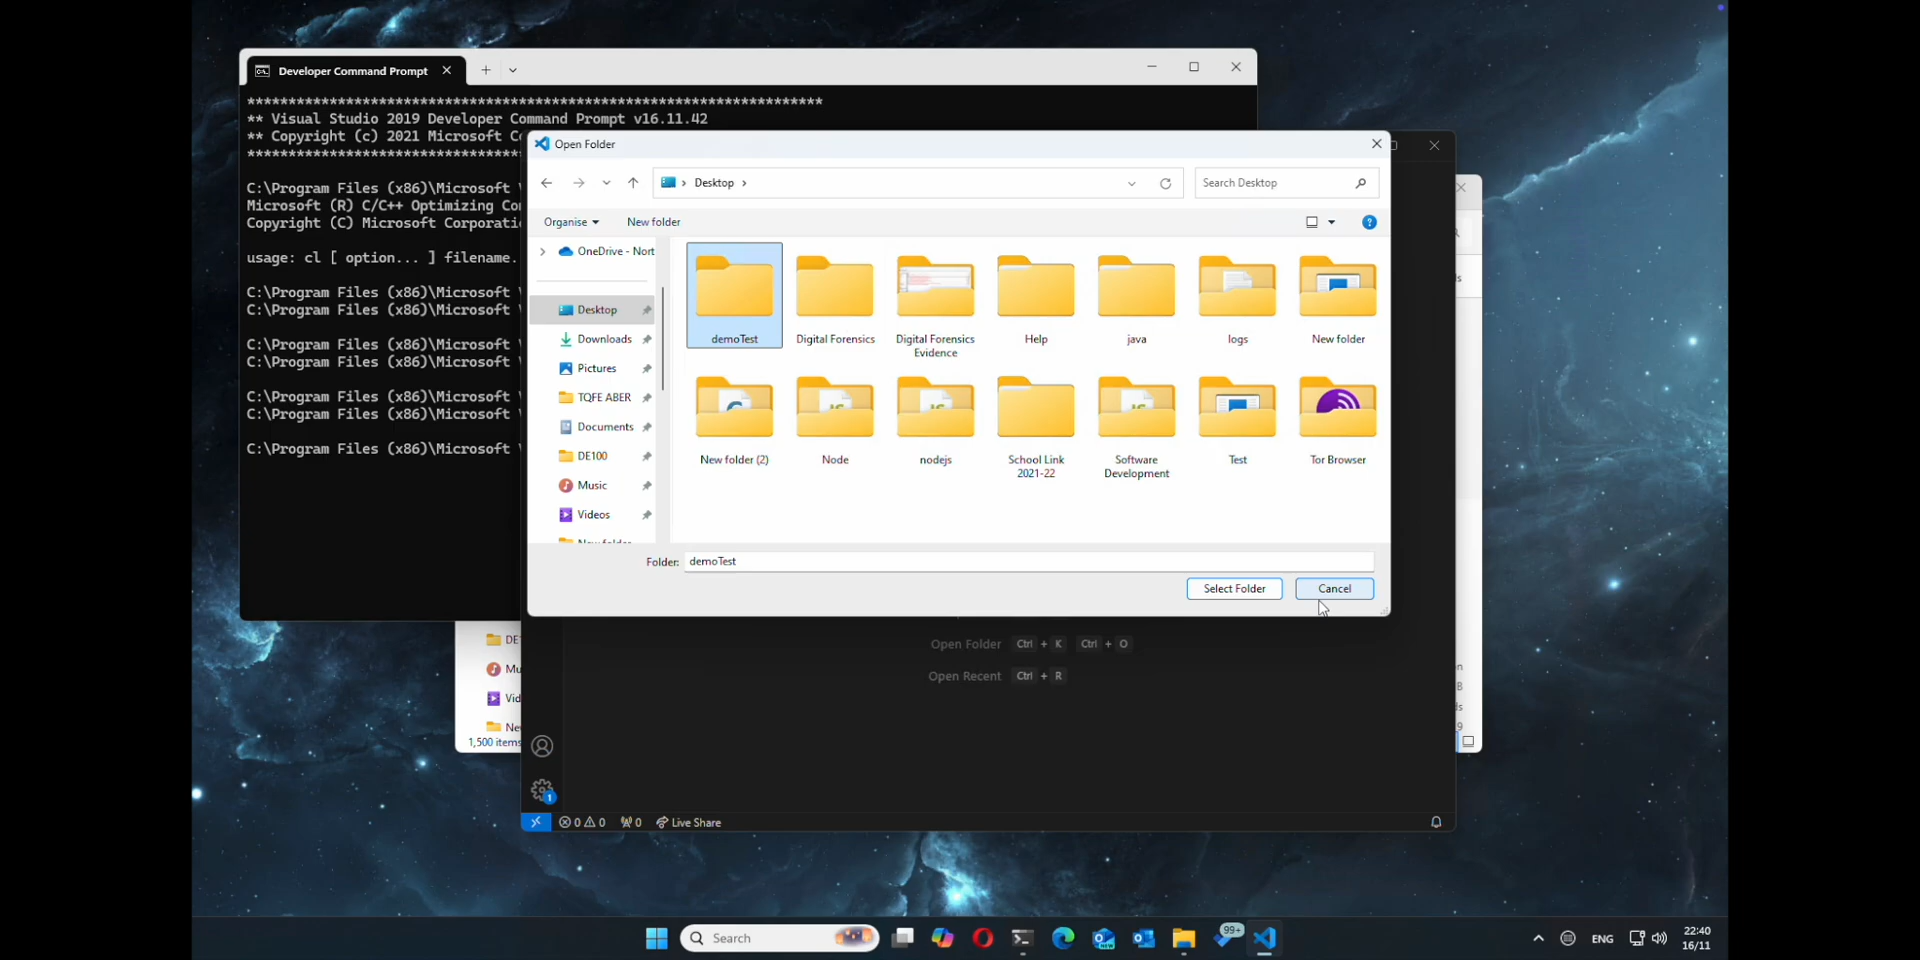 Developer Command Prompt
**********************************************************************
** Visual Studio 2019 Developer Command Prompt v16.11.42
** Copyright (c) 2021 Microsoft
C:\Program Files (x86)\Microsoft
Microsoft (R) C/C++ Optimizing
Copyright (C) Microsoft
usage: cl [ option... ] filename.
C:\Program Files (x86)\Microsoft
C:\Program Files (x86)\Microsoft
C:\Program Files (x86)\Microsoft
C:\Program Files (x86)\Microsoft
C:\Program Files (x86)\Microsoft
C:\Program Files (x86)\Microsoft
C:\Program Files (x86)\Microsoft
Open Folder
Desktop
Search Desktop
Organise
New folder
OneDrive - Nort
Desktop
Downloads
Pictures
TQFE ABER
Documents
DE100
Music
Videos
demoTest
Digital Forensics
Digital Forensics
Evidence
Help
java
logs
New folder
New folder (2)
Node
nodejs
School Link
2021-22
Software
Development
Test
Tor Browser
Folder:
demoTest
Select Folder
Cancel
Open Folder Ctrl + K Ctrl + O
Open Recent Ctrl + R
1,500 items
1
0 0 0 Live Share
Search
99+
ENG
22:40
16/11